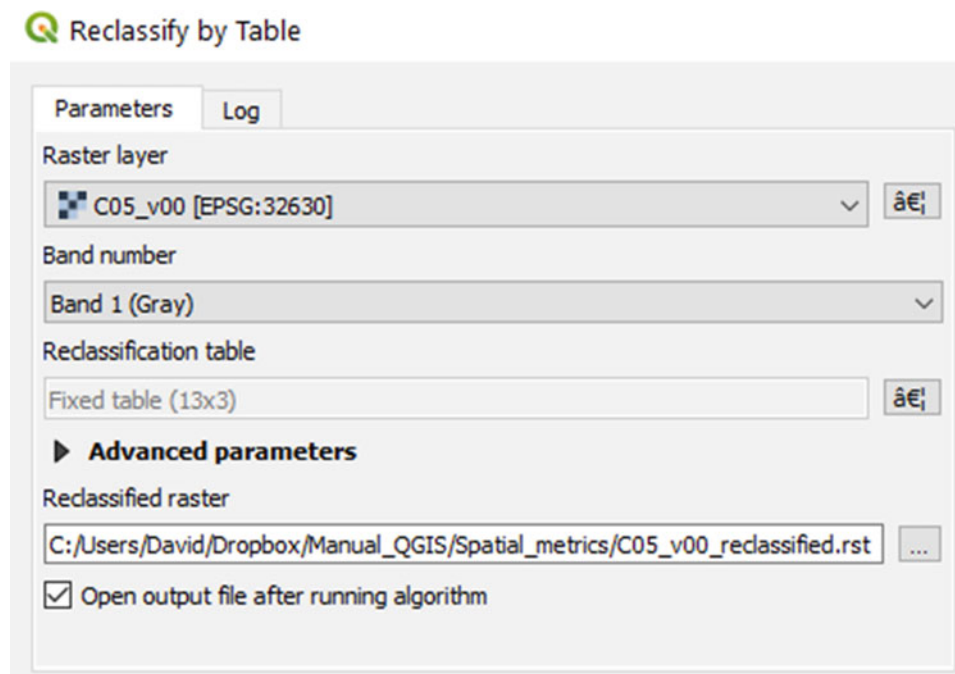 Reclassify by Table
Parameters
Log
Raster layer
C05_v00 [EPSG:32630]
â€¦
Band number
Band 1 (Gray)
Reclassification table
Fixed table (13x3)
â€¦
Advanced parameters
Reclassified raster
C:/Users/David/Dropbox/Manual_QGIS/Spatial_metrics/C05_v00_reclassified.rst
...
Open output file after running algorithm